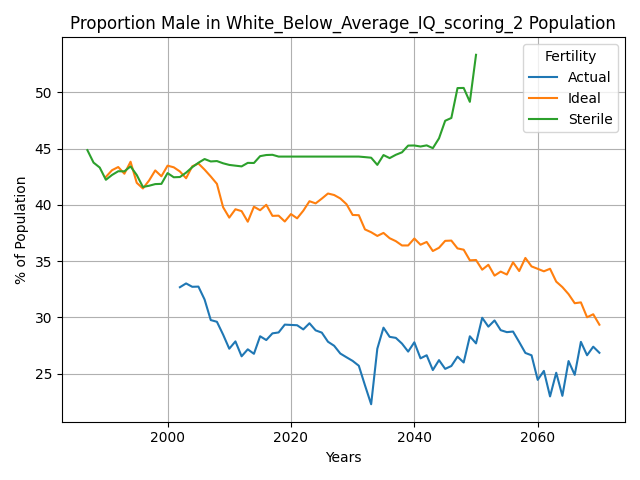 Proportion Male in White_Below_Average_IQ_scoring_2 Population
Fertility
Actual
Ideal
Sterile
% of Population
50
45
40
35
30
25
2000
2020
2040
2060
Years